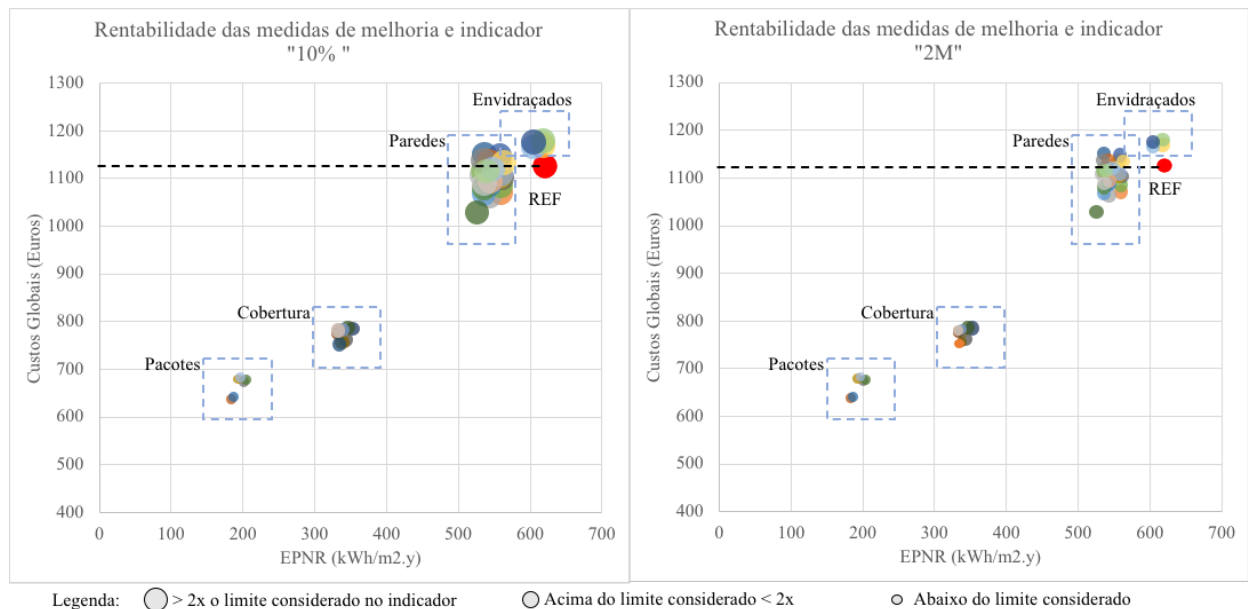 Rentabilidade das medidas de melhoria e indicador
"10% "
Custos Globais (Euros)
1300
1200
1100
1000
900
800
700
600
500
400
Envidraçados
Paredes
REF
Cobertura
Pacotes
0
100
200
300
400
500
600
700
EPNR (kWh/m2.y)
Rentabilidade das medidas de melhoria e indicador
"2M"
Custos Globais (Euros)
1300
1200
1100
1000
900
800
700
600
500
400
Envidraçados
Paredes
REF
Cobertura
Pacotes
0
100
200
300
400
500
600
700
EPNR (kWh/m2.y)
Legenda:
> 2x o limite considerado no indicador
Acima do limite considerado < 2x
Abaixo do limite considerado